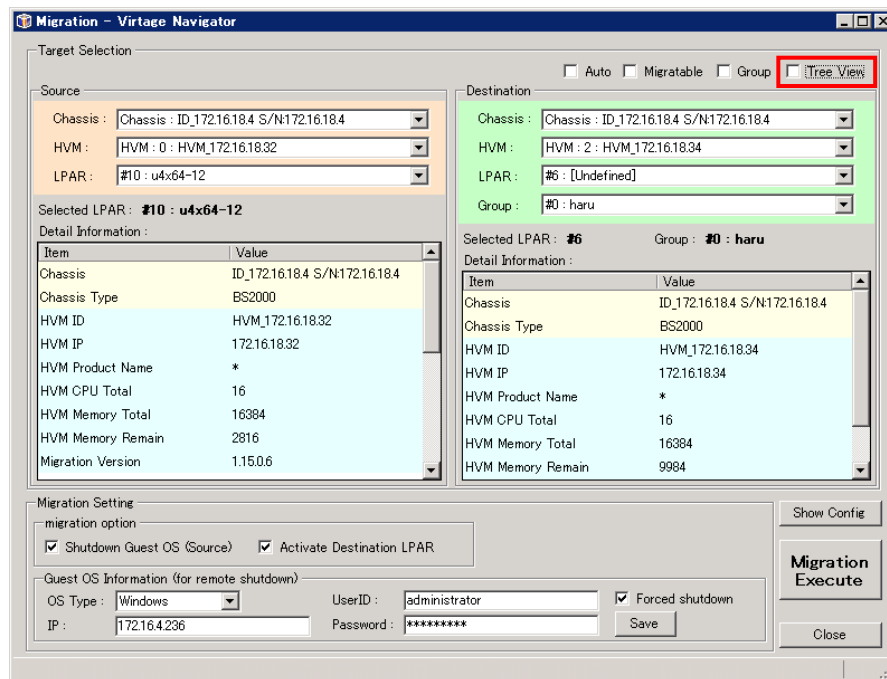 Migration - Virtage Navigator
Target Selection
Auto Migratable Group Tree View
Source
Chassis : Chassis : ID_172.16.18.4 S/N:172.16.18.4
HVM : HVM : 0 : HVM_172.16.18.32
LPAR : #10 : u4x64-12
Selected LPAR : #10 : u4x64-12
Detail Information :
Item Value
Chassis ID_172.16.18.4 S/N:172.16.18.4
Chassis Type BS2000
HVM ID HVM_172.16.18.32
HVM IP 172.16.18.32
HVM Product Name *
HVM CPU Total 16
HVM Memory Total 16384
HVM Memory Remain 2816
Migration Version 1.15.0.6
Destination
Chassis : Chassis : ID_172.16.18.4 S/N:172.16.18.4
HVM : HVM : 2 : HVM_172.16.18.34
LPAR : #6 : [Undefined]
Group : #0 : haru
Selected LPAR : #6 Group : #0 : haru
Detail Information :
Item Value
Chassis ID_172.16.18.4 S/N:172.16.18.4
Chassis Type BS2000
HVM ID HVM_172.16.18.34
HVM IP 172.16.18.34
HVM Product Name *
HVM CPU Total 16
HVM Memory Total 16384
HVM Memory Remain 9984
Migration Setting
migration option
Shutdown Guest OS (Source) Activate Destination LPAR
Guest OS Information (for remote shutdown)
OS Type : Windows UserID : administrator Forced shutdown
IP : 172.16.4.236 Password : ********* Save
Show Config
Migration
Execute
Close